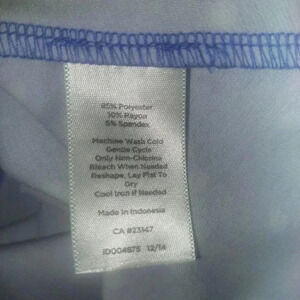 85% Polyester
10% Rayon
5% Spandex
Machine Wash Cold
Gentle Cycle
Only Non-Chlorine
Bleach When Needed
Reshape, Lay Flat To
Dry
Cool Iron if Needed
Made in Indonesia
CA #23147
ID004875 12/14